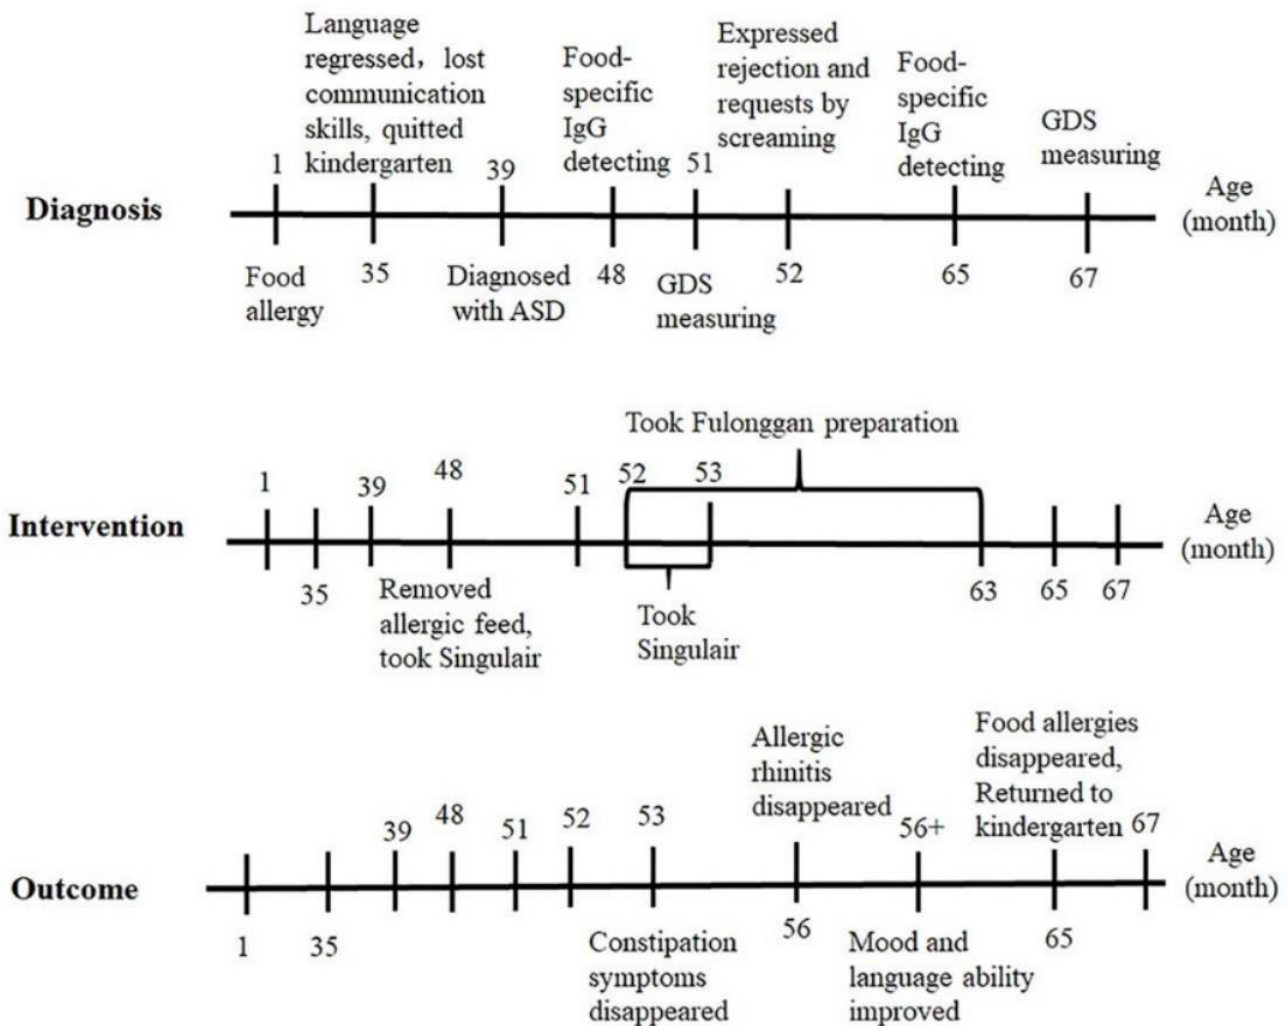 Language
regressed, lost
communication
skills, quitted
kindergarten
Food-
specific
IgG
detecting
Expressed
rejection and
requests by
screaming
Food-
specific
IgG
detecting
GDS
measuring
1
39
51
Diagnosis
Age
(month)
Food
allergy
35
Diagnosed
with ASD
48
GDS
measuring
52
65
67
Took Fulonggan preparation
1
39
48
51
52
53
Intervention
Age
(month)
35
Removed
allergic feed,
took Singulair
Took
Singulair
63
65
67
Allergic
rhinitis
disappeared
Food allergies
disappeared,
Returned to
kindergarten
39
48
51
52
53
56+
67
Outcome
Age
(month)
1
35
Constipation
symptoms
disappeared
56
Mood and
language ability
improved
65